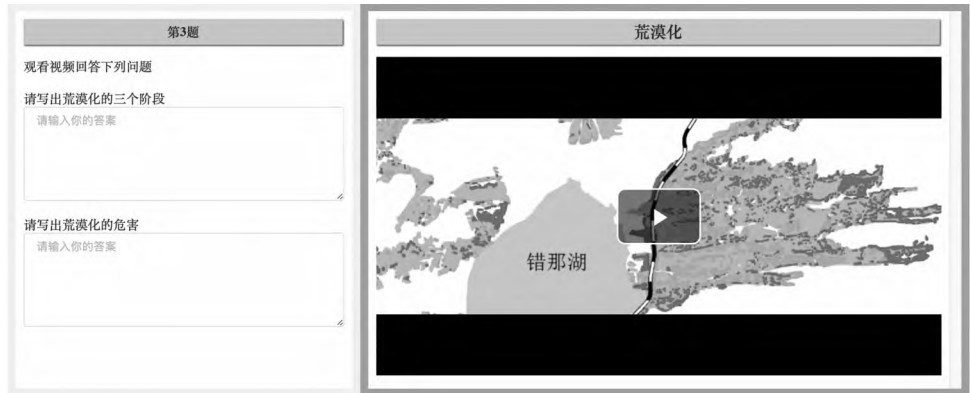 第3题
观看视频回答下列问题
请写出荒漠化的三个阶段
请输入你的答案
请写出荒漠化的危害
请输入你的答案
荒漠化
错那湖